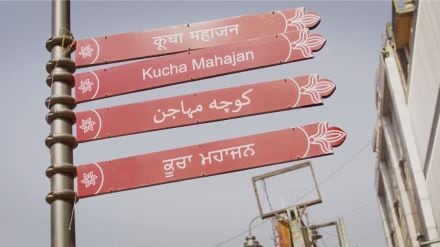 कूचा महाजन
Kucha Mahajan
کوچہ مہاجن
ਕੂਚਾ ਮਹਾਜਨ